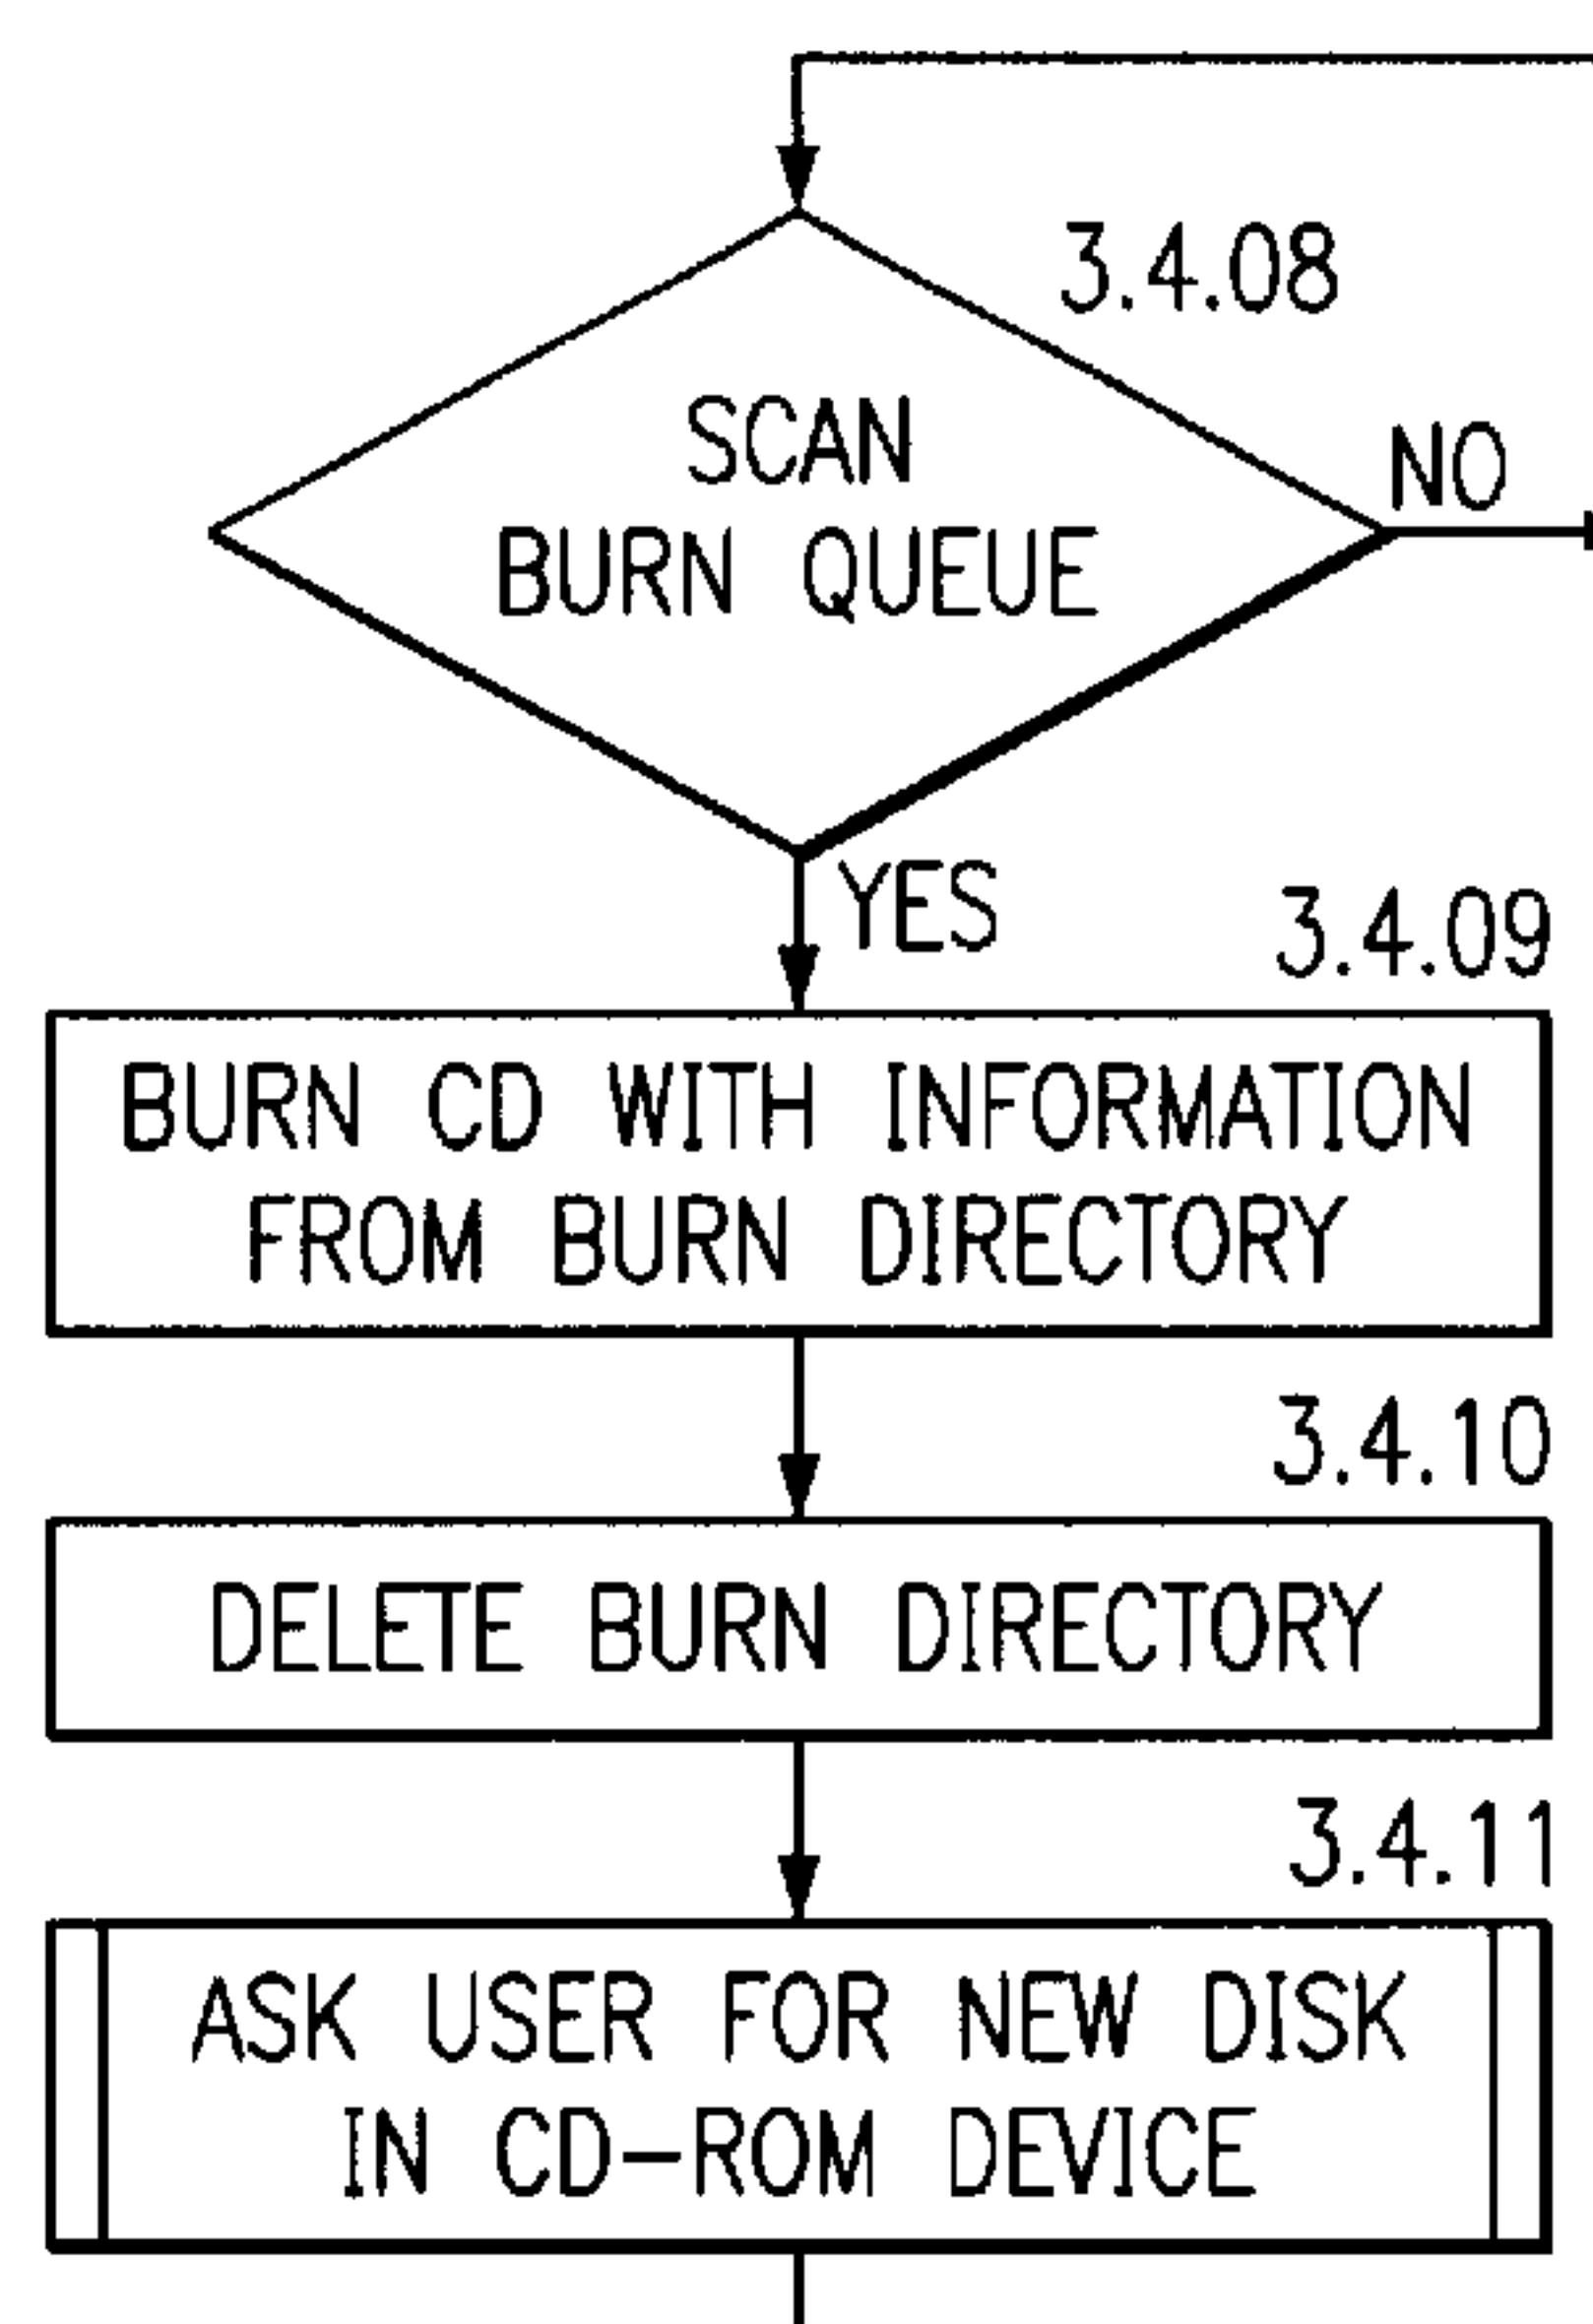 3.4.08
SCAN
BURN QUEUE
NO
YES
3.4.09
BURN CD WITH INFORMATION
FROM BURN DIRECTORY
3.4.10
DELETE BURN DIRECTORY
3.4.11
ASK USER FOR NEW DISK
IN CD-ROM DEVICE